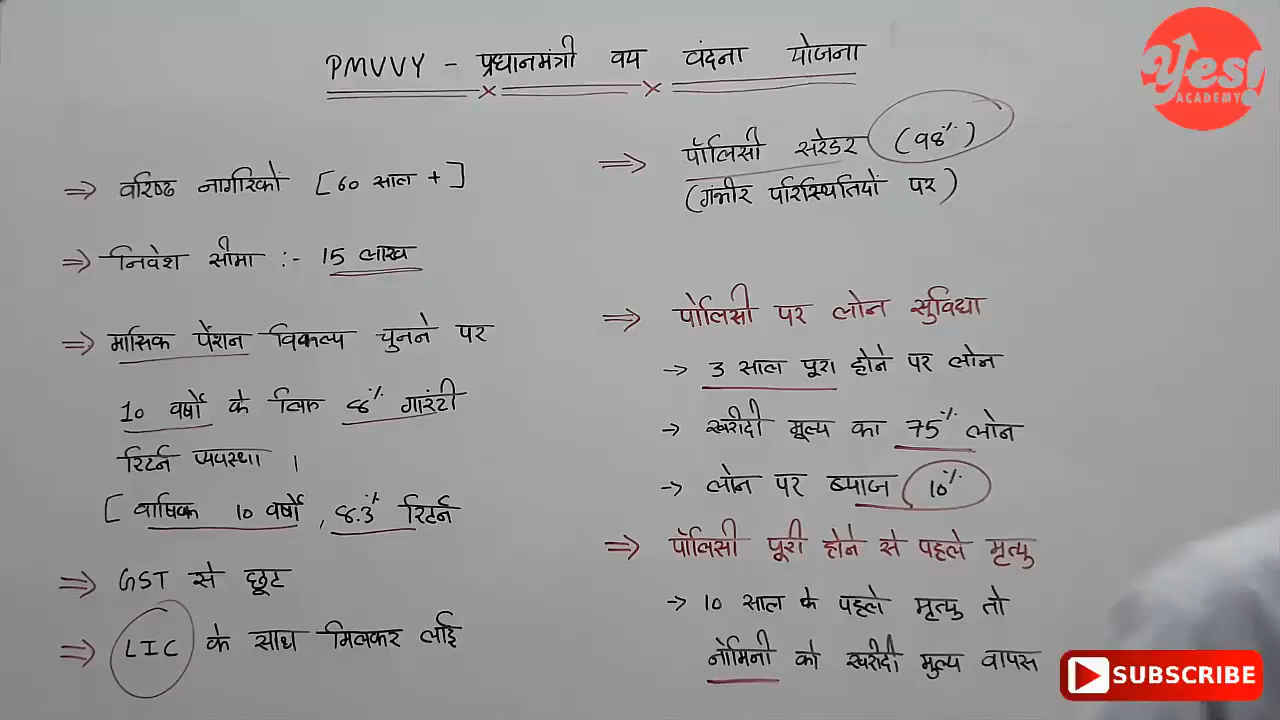 PMVVY - प्रधानमंत्री वय वंदना योजना
⇒ वरिष्ठ नागरिकों [60 साल +]
⇒ निवेश सीमा :- 15 लाख
⇒ मासिक पेंशन विकल्प चुनने पर
10 वर्षो के लिए 8% गारंटी
रिटर्न व्यवस्था ।
[ वार्षिक 10 वर्षो, 8.3% रिटर्न
⇒ GST से छूट
⇒ LIC के साथ मिलकर लाई
⇒ पॉलिसी सरेंडर (98%)
(गंभीर परिस्थितियों पर)
⇒ पोलिसी पर लोन सुविधा
→ 3 साल पूरा होने पर लोन
→ खरीदी मूल्य का 75% लोन
→ लोन पर ब्याज 10%
⇒ पॉलिसी पूरी होने से पहले मृत्यु
→ 10 साल के पहले मृत्यु तो
नोमिनी को खरीदी मुल्य वापस
Yes!
ACADEMY
SUBSCRIBE